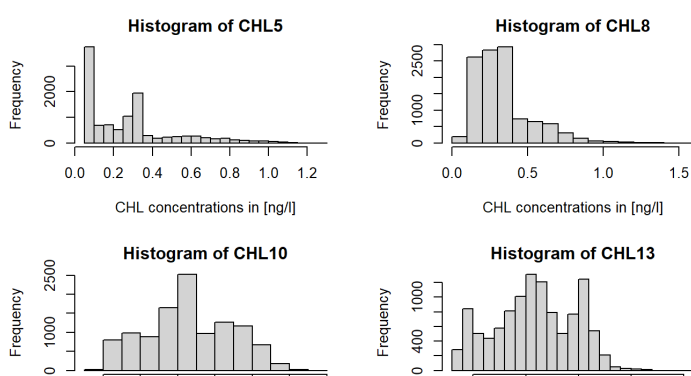 Histogram of CHL5
Frequency
0 2000
0.0 0.2 0.4 0.6 0.8 1.0 1.2
CHL concentrations in [ng/l]
Histogram of CHL8
Frequency
0 1000 2500
0.0 0.5 1.0 1.5
CHL concentrations in [ng/l]
Histogram of CHL10
Frequency
0 1000 2500
Histogram of CHL13
Frequency
0 400 1000